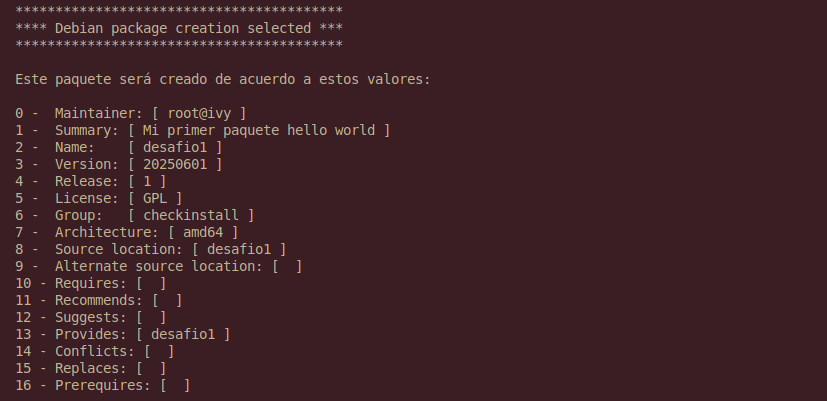 *****************************************
**** Debian package creation selected ***
*****************************************
Este paquete será creado de acuerdo a estos valores:
0 -  Maintainer: [ root@ivy ]
1 -  Summary: [ Mi primer paquete hello world ]
2 -  Name:    [ desafio1 ]
3 -  Version: [ 20250601 ]
4 -  Release: [ 1 ]
5 -  License: [ GPL ]
6 -  Group:   [ checkinstall ]
7 -  Architecture: [ amd64 ]
8 -  Source location: [ desafio1 ]
9 -  Alternate source location: [  ]
10 - Requires: [  ]
11 - Recommends: [  ]
12 - Suggests: [  ]
13 - Provides: [ desafio1 ]
14 - Conflicts: [  ]
15 - Replaces: [  ]
16 - Prerequires: [  ]